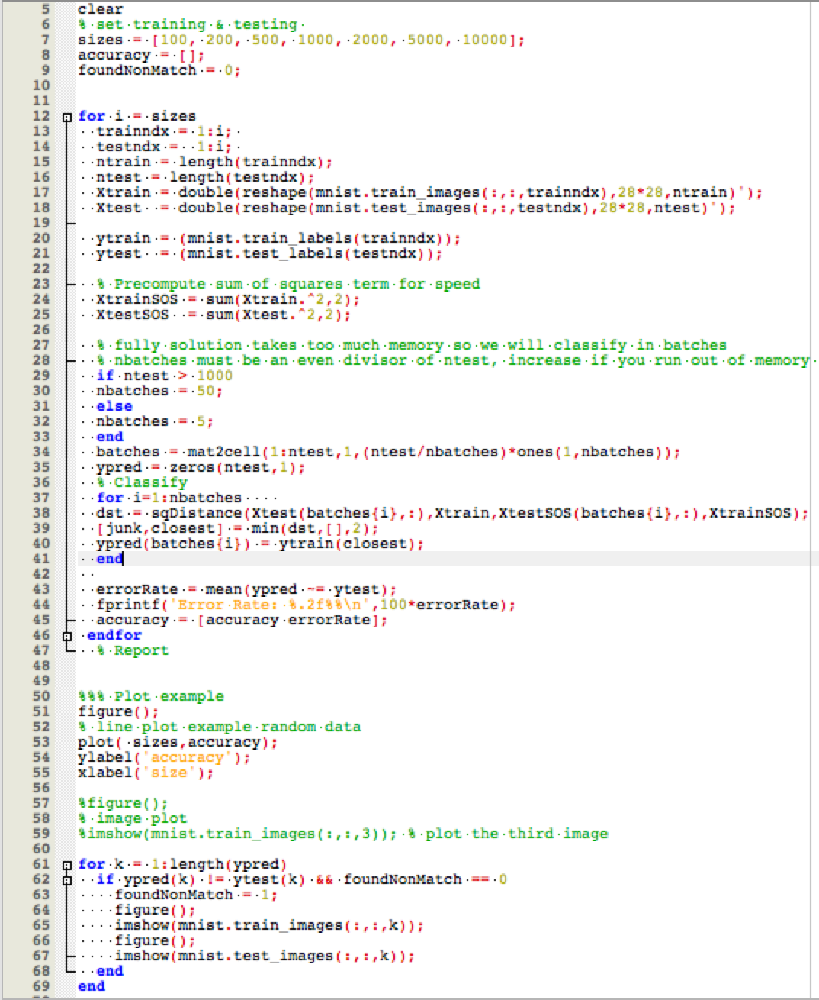 5 clear
6 % set training & testing
7 sizes = [100, 200, 500, 1000, 2000, 5000, 10000];
8 accuracy = [];
9 foundNonMatch = 0;
10
11
12 for i = sizes
13   trainndx = 1:i;
14   testndx =  1:i;
15   ntrain = length(trainndx);
16   ntest = length(testndx);
17   Xtrain = double(reshape(mnist.train_images(:,:,trainndx),28*28,ntrain)');
18   Xtest  = double(reshape(mnist.test_images(:,:,testndx),28*28,ntest)');
19
20   ytrain = (mnist.train_labels(trainndx));
21   ytest  = (mnist.test_labels(testndx));
22
23   % Precompute sum of squares term for speed
24   XtrainSOS = sum(Xtrain.^2,2);
25   XtestSOS  = sum(Xtest.^2,2);
26
27   % fully solution takes too much memory so we will classify in batches
28   % nbatches must be an even divisor of ntest, increase if you run out of memory
29   if ntest > 1000
30   nbatches = 50;
31   else
32   nbatches = 5;
33   end
34   batches = mat2cell(1:ntest,1,(ntest/nbatches)*ones(1,nbatches));
35   ypred = zeros(ntest,1);
36   % Classify
37   for i=1:nbatches
38   dst = sqDistance(Xtest(batches{i},:),Xtrain,XtestSOS(batches{i},:),XtrainSOS);
39   [junk,closest] = min(dst,[],2);
40   ypred(batches{i}) = ytrain(closest);
41   end
42
43   errorRate = mean(ypred ~= ytest);
44   fprintf('Error Rate: %.2f%%\n',100*errorRate);
45   accuracy = [accuracy errorRate];
46  endfor
47   % Report
48
49
50 %%% Plot example
51 figure();
52 % line plot example random data
53 plot( sizes,accuracy);
54 ylabel('accuracy');
55 xlabel('size');
56
57 %figure();
58 % image plot
59 %imshow(mnist.train_images(:,:,3)); % plot the third image
60
61 for k = 1:length(ypred)
62   if ypred(k) != ytest(k) && foundNonMatch == 0
63     foundNonMatch = 1;
64     figure();
65     imshow(mnist.train_images(:,:,k));
66     figure();
67     imshow(mnist.test_images(:,:,k));
68   end
69 end